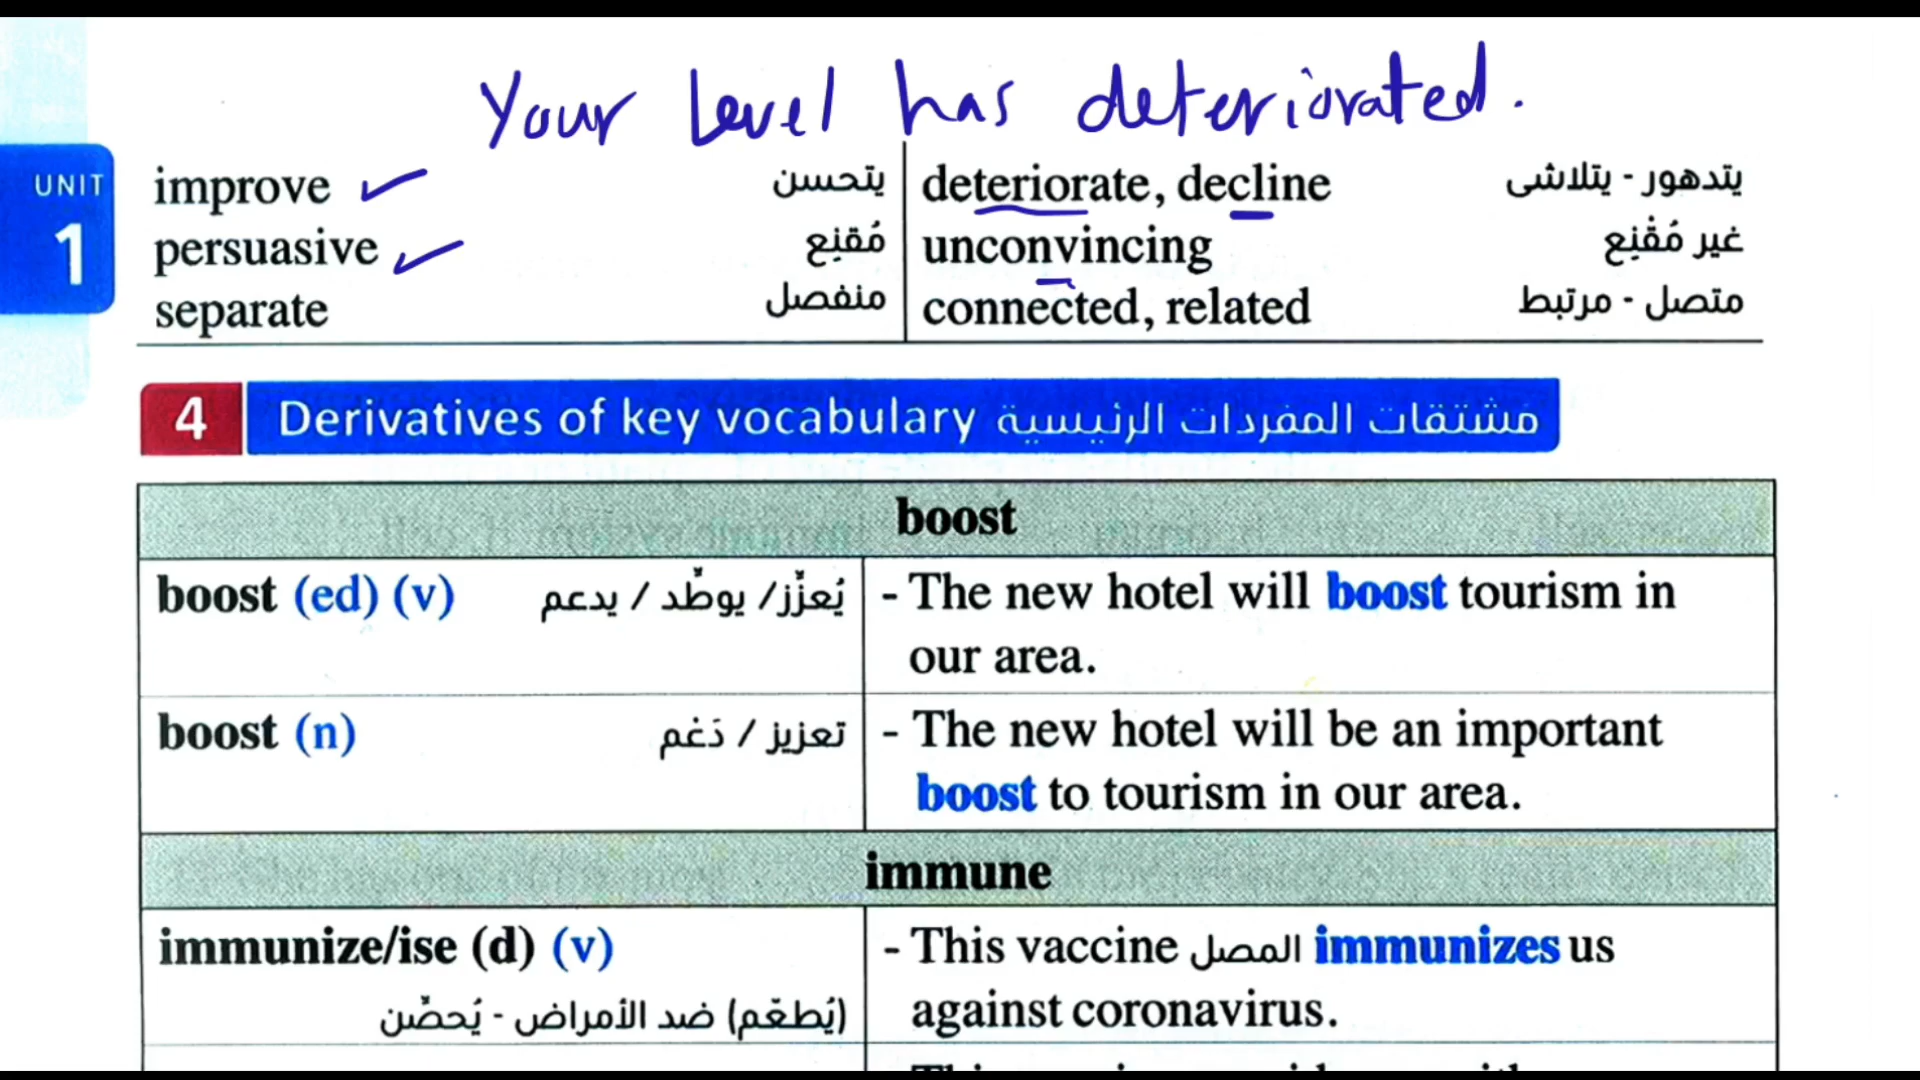 Your Level has deteriorated.
UNIT
1
improve يتحسن deteriorate, decline يتدهور - يتلاشى
persuasive مُقنِع unconvincing غير مُقْنِع
separate منفصل connected, related متصل - مرتبط
4 Derivatives of key vocabulary مشتقات المفردات الرئيسية
boost
boost (ed) (v) يُعزِّز/ يوطِّد / يدعم - The new hotel will boost tourism in
our area.
boost (n) تعزيز / دَعْم - The new hotel will be an important
boost to tourism in our area.
immune
immunize/ise (d) (v) - This vaccine المصل immunizes us
(يُطعِّم) ضد الأمراض - يُحصِّن against coronavirus.